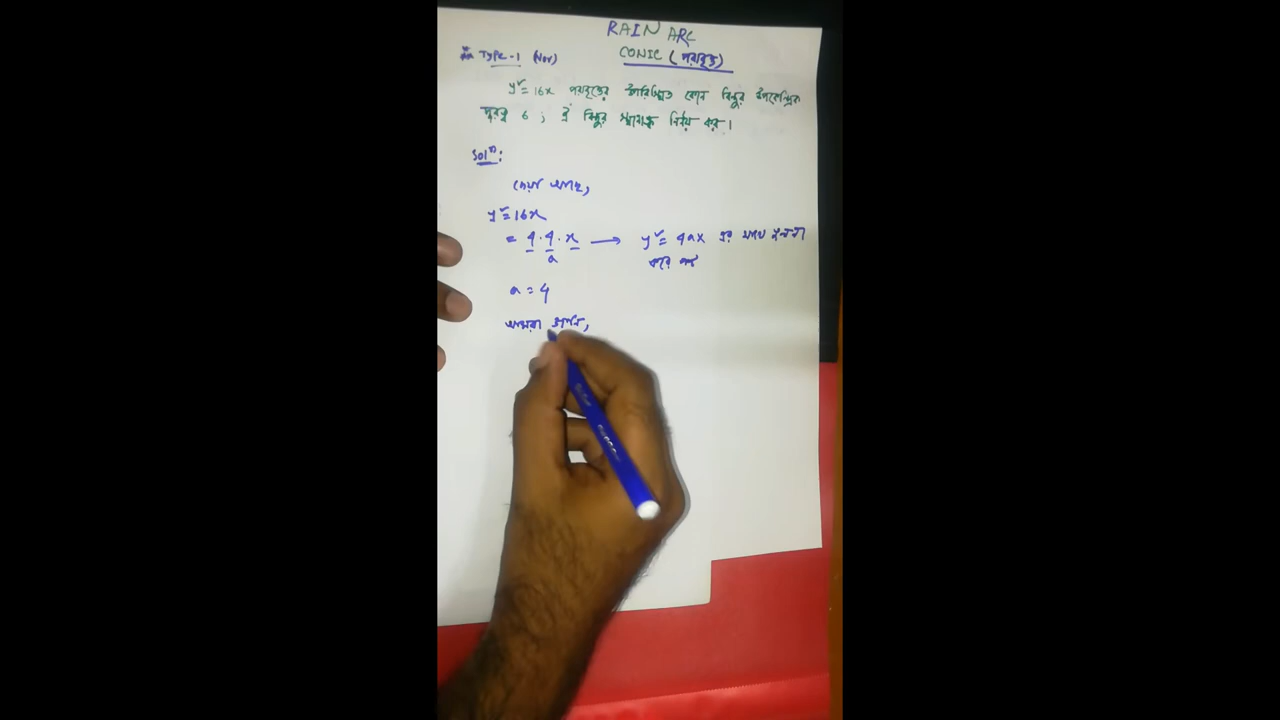 RAIN ARC
CONIC (পরাবৃত্ত)
Type-1 (Nor)
y² = 16x পরাবৃত্তের উপরিস্থিত কোন বিন্দুর উপকেন্দ্রিক
দূরত্ব 6 ; ঐ বিন্দুর স্থানাঙ্ক নির্ণয় কর।
Solⁿ:
দেয়া আছে,
y² = 16x
= 4 · 4 · x → y² = 4ax এর সাথে তুলনা
a করে পাই
a = 4
আমরা জানি,